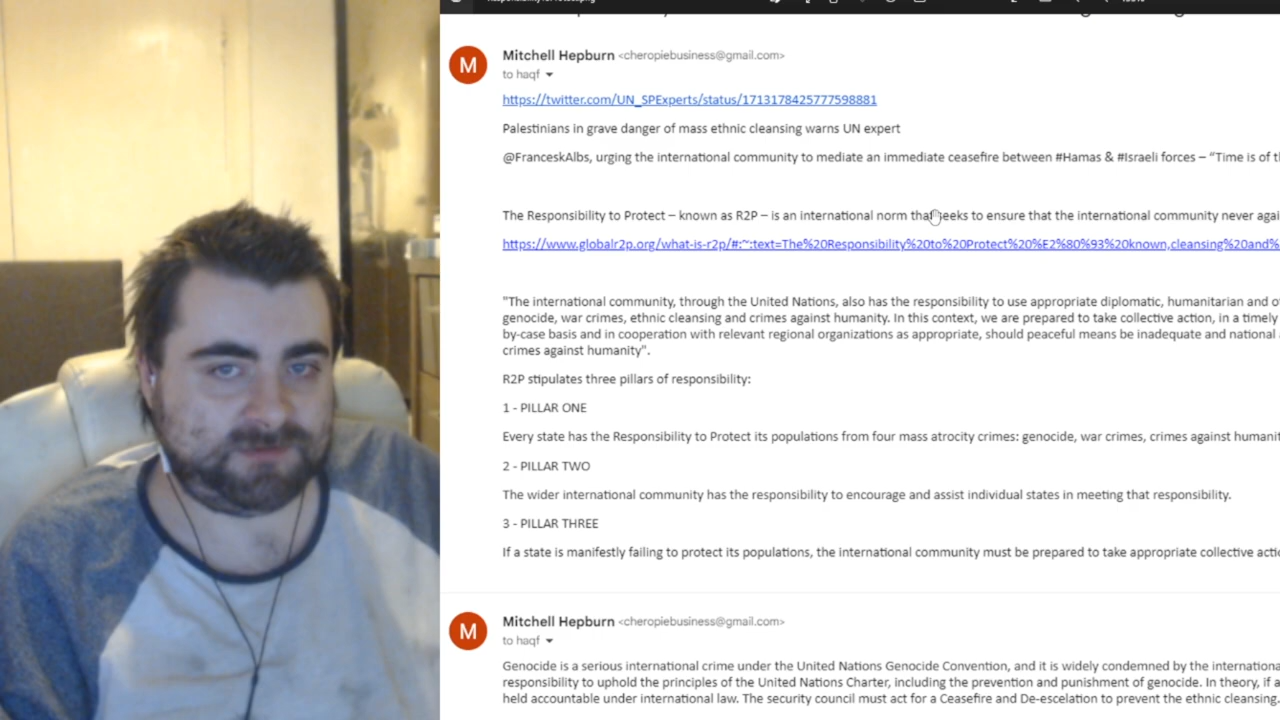 Mitchell Hepburn <cheropiebusiness@gmail.com>
to haqf
https://twitter.com/UN_SPExperts/status/1713178425777598881
Palestinians in grave danger of mass ethnic cleansing warns UN expert
@FranceskAlbs, urging the international community to mediate an immediate ceasefire between #Hamas & #Israeli forces – “Time is of
The Responsibility to Protect – known as R2P – is an international norm that seeks to ensure that the international community never
https://www.globalr2p.org/what-is-r2p/#:~:text=The%20Responsibility%20to%20Protect%20%E2%80%93%20known,cleansing%20and%
"The international community, through the United Nations, also has the responsibility to use appropriate diplomatic, humanitarian and
genocide, war crimes, ethnic cleansing and crimes against humanity. In this context, we are prepared to take collective action, in a timely
by-case basis and in cooperation with relevant regional organizations as appropriate, should peaceful means be inadequate and national
crimes against humanity".
R2P stipulates three pillars of responsibility:
1 - PILLAR ONE
Every state has the Responsibility to Protect its populations from four mass atrocity crimes: genocide, war crimes, crimes against
2 - PILLAR TWO
The wider international community has the responsibility to encourage and assist individual states in meeting that responsibility.
3 - PILLAR THREE
If a state is manifestly failing to protect its populations, the international community must be prepared to take appropriate collective
Mitchell Hepburn <cheropiebusiness@gmail.com>
to haqf
Genocide is a serious international crime under the United Nations Genocide Convention, and it is widely condemned by the
responsibility to uphold the principles of the United Nations Charter, including the prevention and punishment of genocide. In theory, if
held accountable under international law. The security council must act for a Ceasefire and De-escelation to prevent the ethnic cleansing.